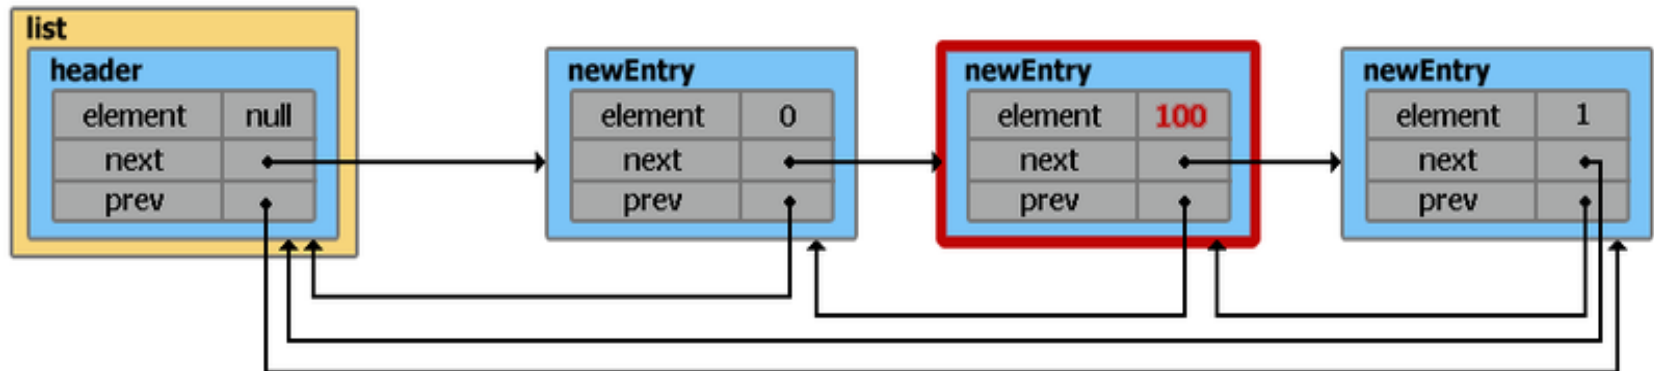 list
header
element null
next
prev
newEntry
element 0
next
prev
newEntry
element 100
next
prev
newEntry
element 1
next
prev